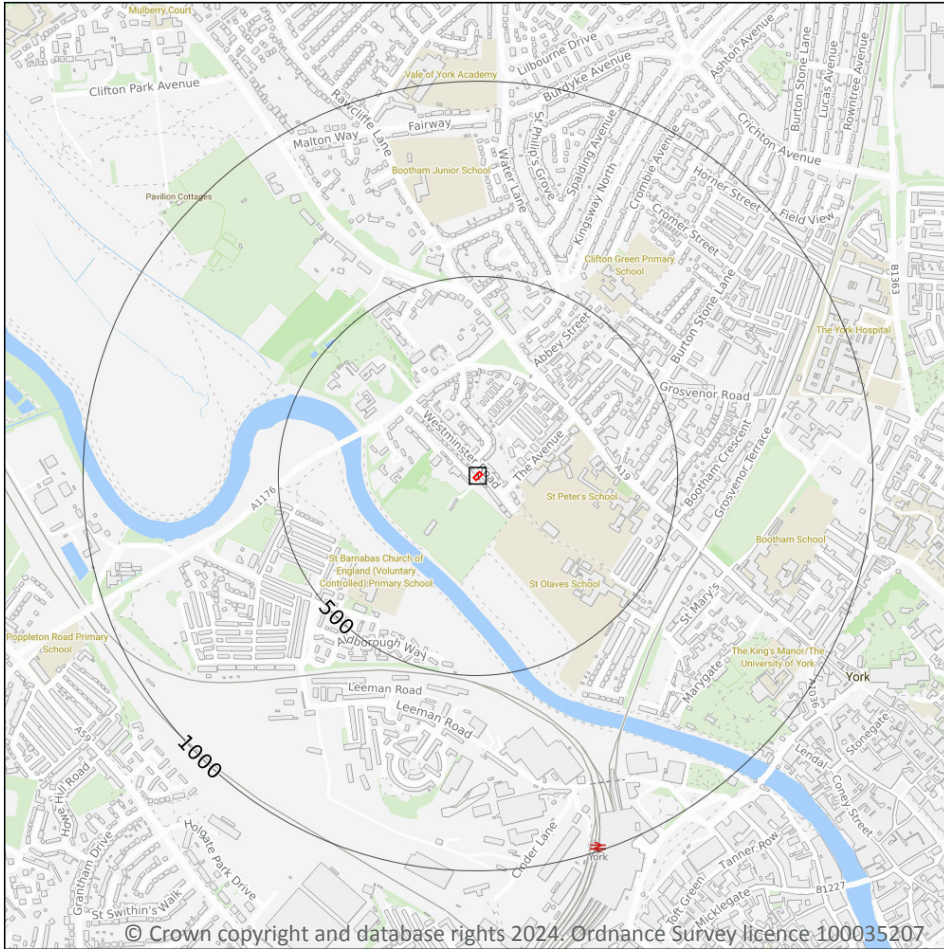 Mulberry Court
Clifton Park Avenue
Rawcliffe Lane
Vale of York Academy
Lilbourne Drive
Burdyke Avenue
Ashton Avenue
Burton Stone Lane
Lucas Avenue
Rowntree Avenue
Malton Way
Fairway
Bootham Junior School
Water Lane
St Philip's Grove
Spalding Avenue
Kingsway North
Crombie Avenue
Crichton Avenue
Horner Street
Field View
Pavilion Cottages
Cromer Street
Clifton Green Primary
School
B1363
Burton Stone Lane
The York Hospital
Abbey Street
Grosvenor Road
Westminster Road
The Avenue
A19
Bootham Crescent
Grosvenor Terrace
A1176
St Peter's School
Bootham School
St Barnabas Church of
England (Voluntary
Controlled) Primary School
St Olaves School
St Mary's
500
Aldborough Way
Poppleton Road Primary
School
Marygate
The King's Manor/The
University of York
York
A1036
Leeman Road
Leeman Road
Stonegate
Lendal
Coney Street
A59
1000
Howe Hill Road
Holgate Park Drive
Grantham Drive
Cinder Lane
York
Tanner Row
Toft Green
Micklegate
B1227
St Swithin's Walk
© Crown copyright and database rights 2024. Ordnance Survey licence 100035207